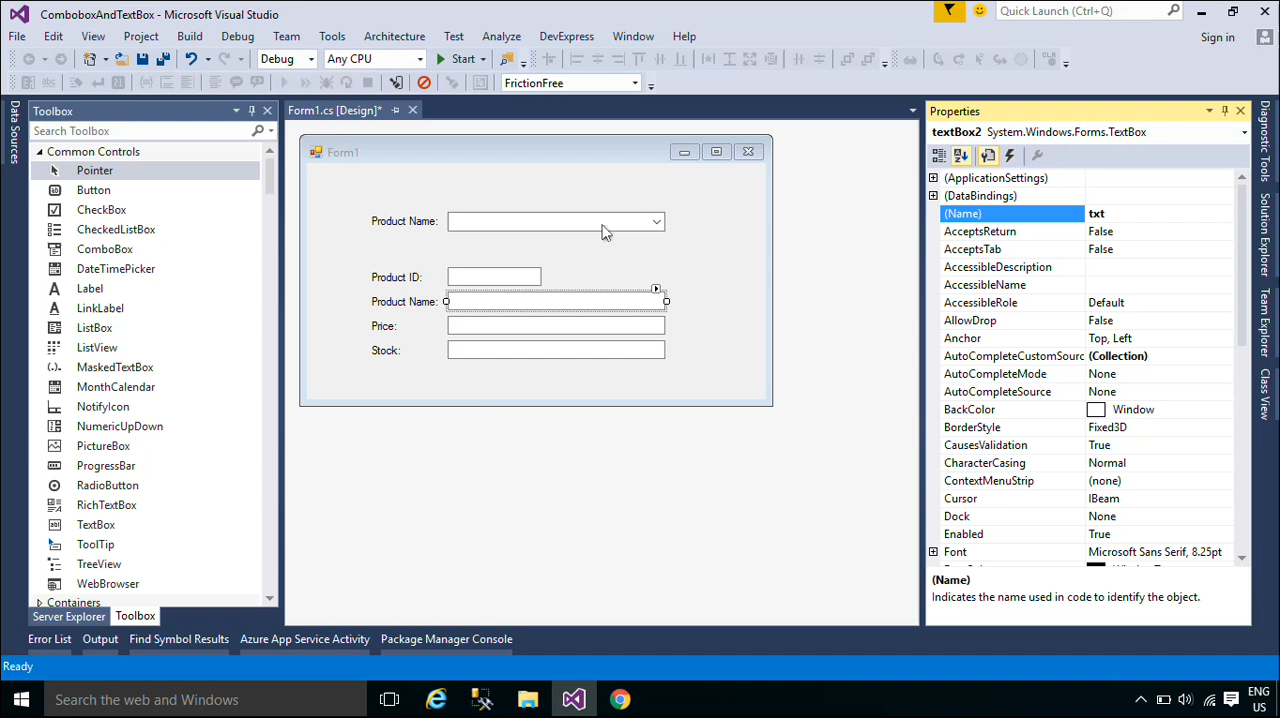 ComboboxAndTextBox - Microsoft Visual Studio
Quick Launch (Ctrl+Q)
File Edit View Project Build Debug Team Tools Architecture Test Analyze DevExpress Window Help
Sign in
Debug Any CPU Start
FrictionFree
Data Sources
Toolbox
Search Toolbox
Common Controls
Pointer
Button
CheckBox
CheckedListBox
ComboBox
DateTimePicker
Label
LinkLabel
ListBox
ListView
MaskedTextBox
MonthCalendar
NotifyIcon
NumericUpDown
PictureBox
ProgressBar
RadioButton
RichTextBox
TextBox
ToolTip
TreeView
WebBrowser
Containers
Server Explorer Toolbox
Form1.cs [Design]*
Form1
Product Name:
Product ID:
Product Name:
Price:
Stock:
Properties
textBox2 System.Windows.Forms.TextBox
(ApplicationSettings)
(DataBindings)
(Name) txt
AcceptsReturn False
AcceptsTab False
AccessibleDescription
AccessibleName
AccessibleRole Default
AllowDrop False
Anchor Top, Left
AutoCompleteCustomSourc (Collection)
AutoCompleteMode None
AutoCompleteSource None
BackColor Window
BorderStyle Fixed3D
CausesValidation True
CharacterCasing Normal
ContextMenuStrip (none)
Cursor IBeam
Dock None
Enabled True
Font Microsoft Sans Serif, 8.25pt
(Name)
Indicates the name used in code to identify the object.
Diagnostic Tools
Solution Explorer
Team Explorer
Class View
Error List Output Find Symbol Results Azure App Service Activity Package Manager Console
Ready
Search the web and Windows
ENG
US